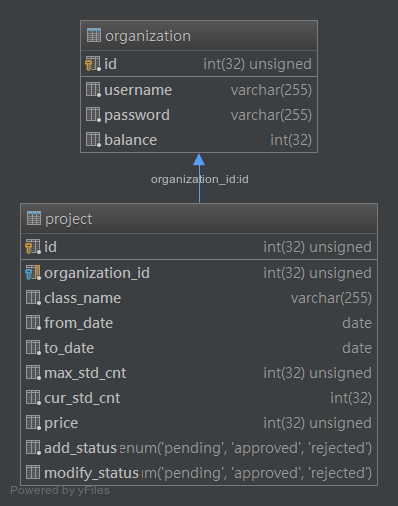 organization
id int(32) unsigned
username varchar(255)
password varchar(255)
balance int(32)
organization_id:id
project
id int(32) unsigned
organization_id int(32) unsigned
class_name varchar(255)
from_date date
to_date date
max_std_cnt int(32) unsigned
cur_std_cnt int(32)
price int(32) unsigned
add_status enum('pending', 'approved', 'rejected')
modify_status um('pending', 'approved', 'rejected')
Powered by yFiles